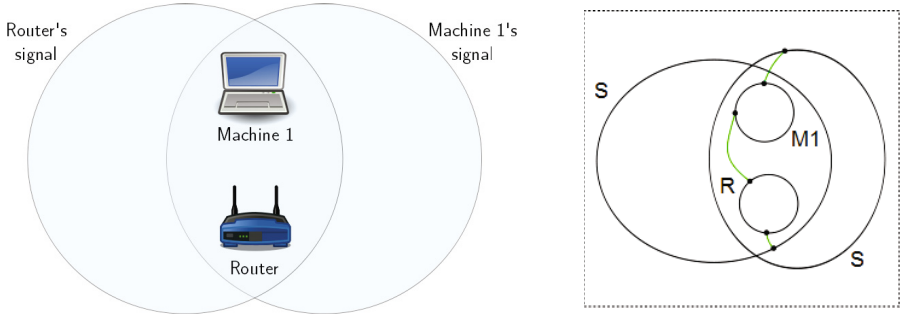 Router's
signal
Machine 1's
signal
Machine 1
Router
S
M1
R
S